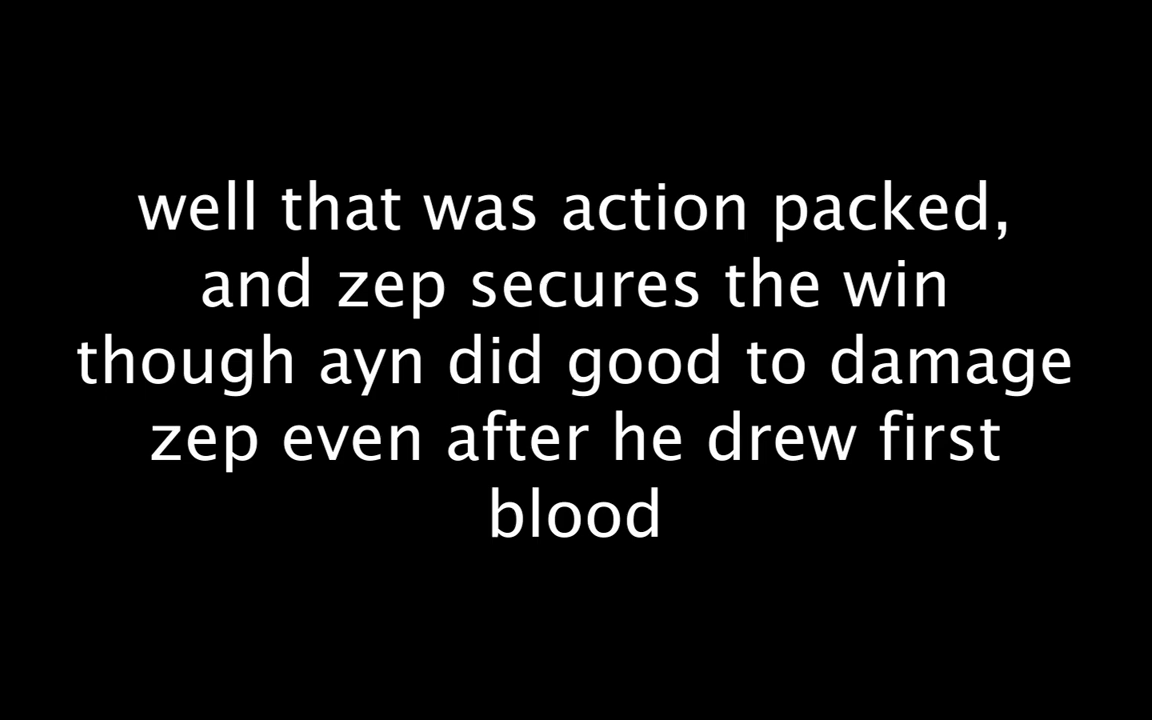 well that was action packed,
and zep secures the win
though ayn did good to damage
zep even after he drew first
blood